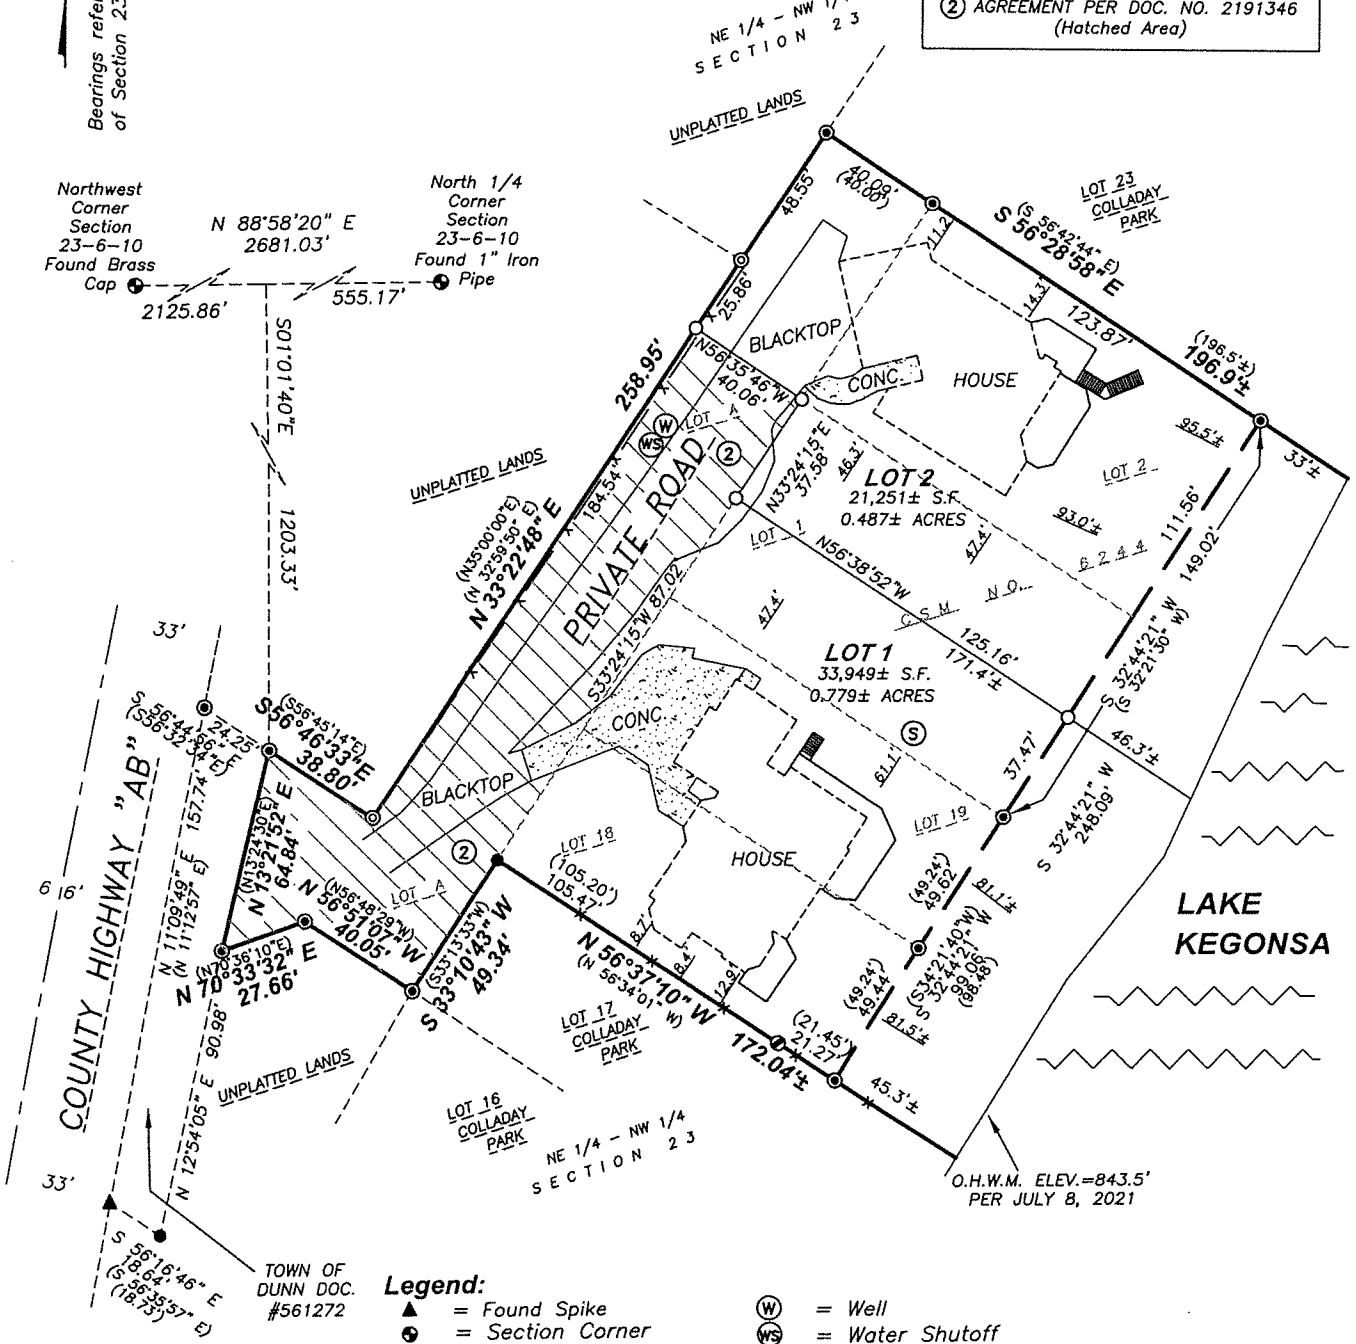 ② AGREEMENT PER DOC. NO. 2191346
(Hatched Area)
NE 1/4 - NW 1/4
SECTION 23
of Section 23
UNPLATTED LANDS
Northwest
Corner
Section
23-6-10
Found Brass
Cap
N 88°58'20" E
2681.03'
North 1/4
Corner
Section
23-6-10
Found 1" Iron
Pipe
2125.86'
555.17'
S01°01'40"E
1203.33'
48.55'
40.09'
(40.00')
LOT 23
COLLADAY
PARK
(S 56°42'44" E)
S 56°28'58" E
11.2
14.3'
123.87'
(196.5'±)
196.9'±
33'±
25.86'
BLACKTOP
N56°35'46"W
40.06'
CONC.
HOUSE
258.95'
LOT A
W
WS
②
UNPLATTED LANDS
184.54'
PRIVATE ROAD
N33°24'15"E
37.58'
46.3'
LOT 2
21,251± S.F.
0.487± ACRES
95.5'±
LOT 2
93.0'±
111.56'
149.02'
LOT 1
47.4'
6244
(N35°00'00"E)
(N 32°59'50" E)
N 33°22'48" E
N56°38'52"W
C.S.M. NO.
S33°24'15"W 87.02
47.4'
LOT 1
33,949± S.F.
0.779± ACRES
125.16'
171.4'±
S 32°44'21" W
(S 32°21'30" W)
33'
S 56°44'56" E
(S56°32'34"E)
24.25
(S56°45'14"E)
S56°46'33"E
38.80'
CONC.
S
61.1
37.47'
46.3'±
S 32°44'21" W
248.09'
BLACKTOP
②
LOT 18
HOUSE
LOT 19
COUNTY HIGHWAY "AB"
N 11°09'49" E 157.74'
(N 11°12'57" E)
(N13°24'30"E)
N 13°21'52" E
64.84'
LOT A
(N56°48'29"W)
N 56°51'07" W
40.05'
(105.20')
105.47'
(49.24')
49.62'
81.1'±
LAKE
KEGONSA
(N70°36'10"E)
N 70°33'32" E
27.66'
(S33°13'33"W)
S 33°10'43" W
49.34'
8.7'
8.4'
12.9'
N 56°37'10" W
(N 56°34'01" W)
172.04'±
(49.24')
49.44'
(S34°21'40"W)
S 32°44'21" W
99.06'
(98.48')
81.5'±
LOT 17
COLLADAY
PARK
(21.45')
21.27'
45.3'±
UNPLATTED LANDS
N 12°54'05" E 90.98'
LOT 16
COLLADAY
PARK
NE 1/4 - NW 1/4
SECTION 23
33'
O.H.W.M. ELEV.=843.5'
PER JULY 8, 2021
S 56°16'46" E
18.64'
(S 56°35'57" E)
(18.73')
TOWN OF
DUNN DOC.
#561272
Legend:
▲ = Found Spike
= Section Corner
W = Well
WS = Water Shutoff